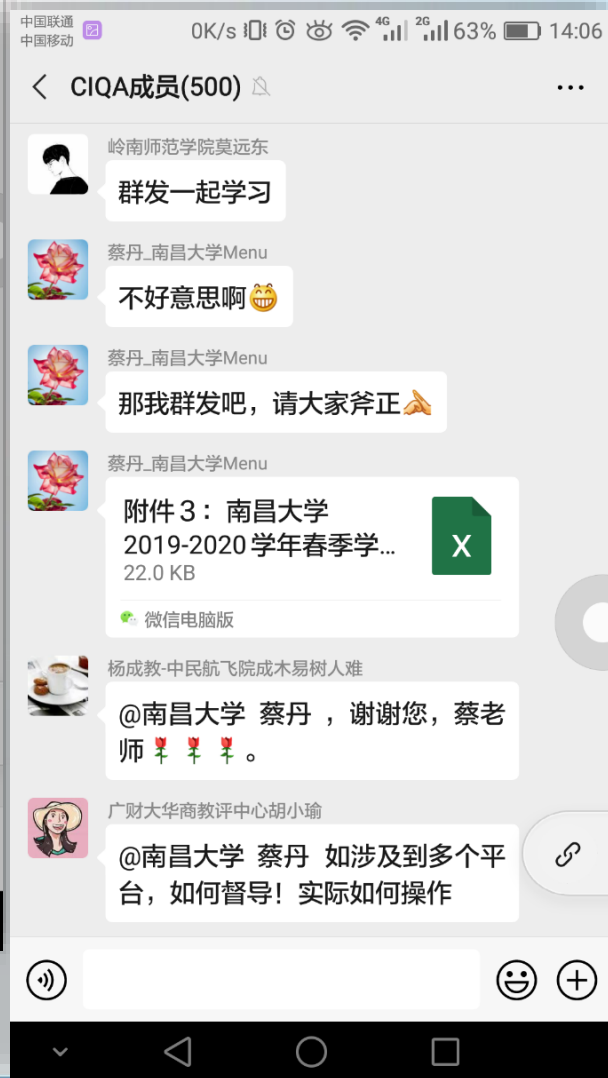 中国联通
中国移动
0K/s
4G
2G
63%
14:06
CIQA成员(500)
岭南师范学院莫远东
群发一起学习
蔡丹_南昌大学Menu
不好意思啊😁
蔡丹_南昌大学Menu
那我群发吧，请大家斧正
蔡丹_南昌大学Menu
附件３：南昌大学
2019-2020学年春季学...
22.0 KB
X
微信电脑版
杨成教-中民航飞院成木易树人难
@南昌大学 蔡丹 ，谢谢您，蔡老
师🌹🌹🌹。
广财大华商教评中心胡小瑜
@南昌大学 蔡丹 如涉及到多个平
台，如何督导！实际如何操作